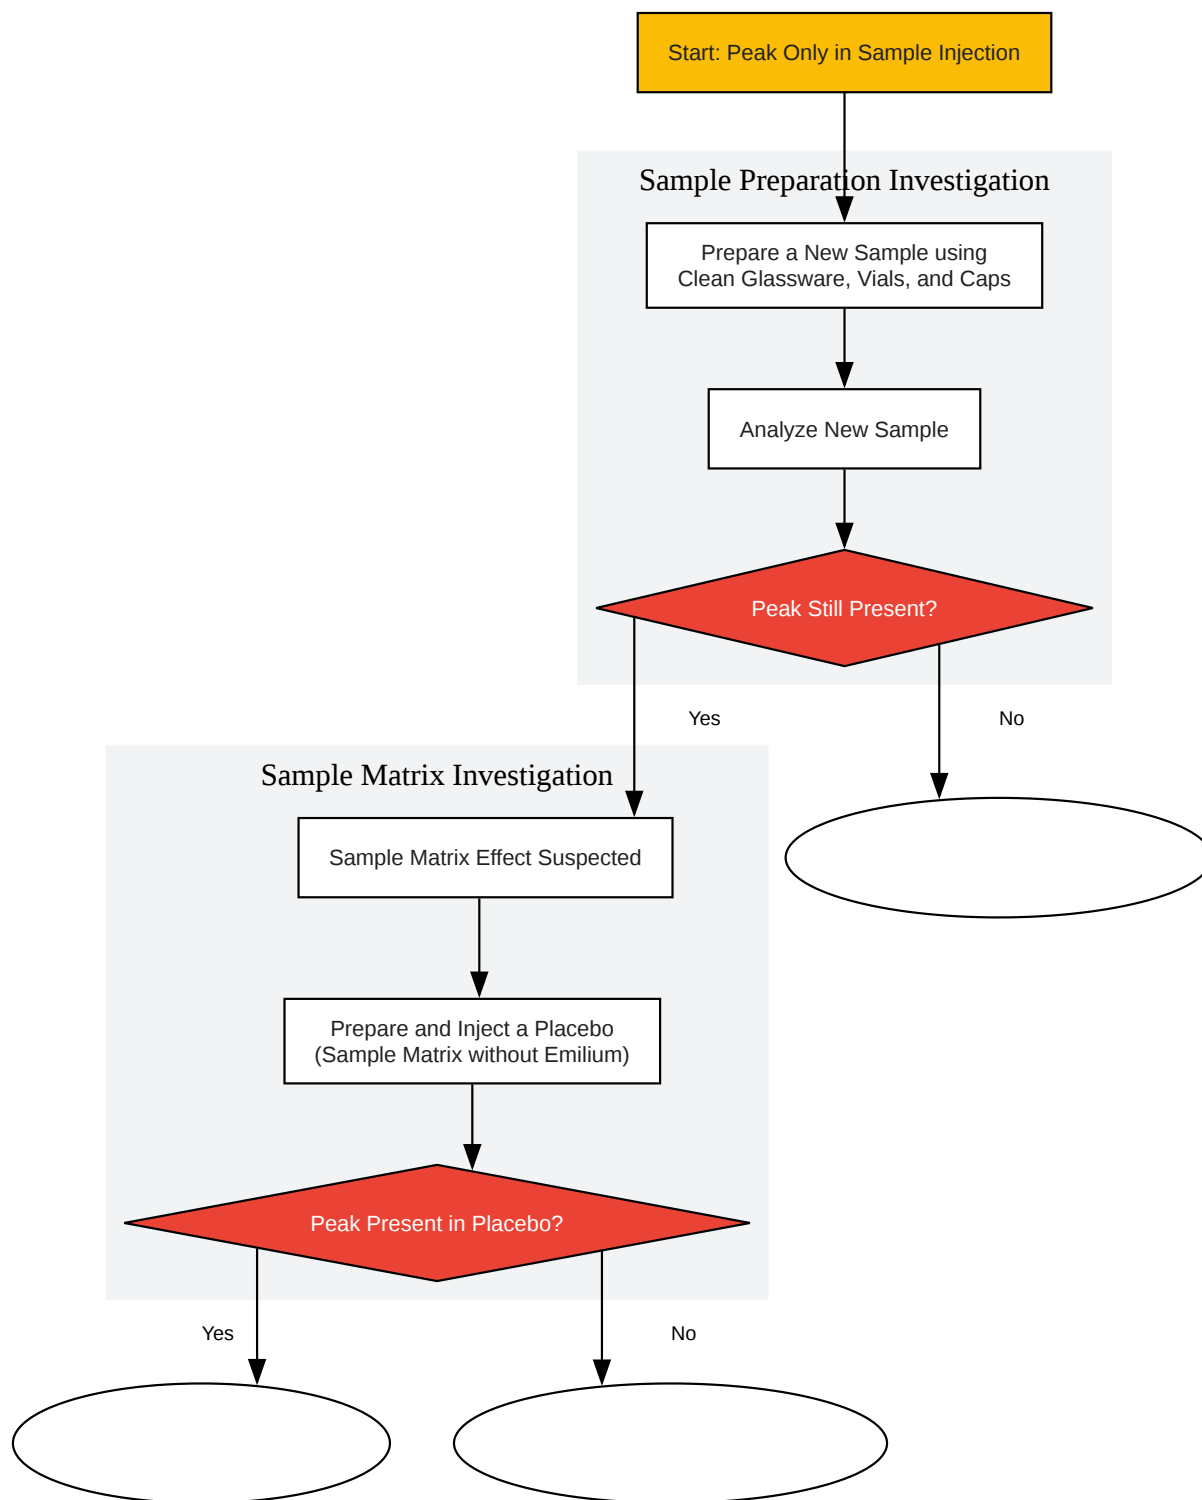 Start: Peak Only in Sample Injection
Sample Preparation Investigation
Prepare a New Sample using
Clean Glassware, Vials, and Caps
Analyze New Sample
Peak Still Present?
Yes
No
Sample Matrix Investigation
Sample Matrix Effect Suspected
Prepare and Inject a Placebo
(Sample Matrix without Emilium)
Peak Present in Placebo?
Yes
No